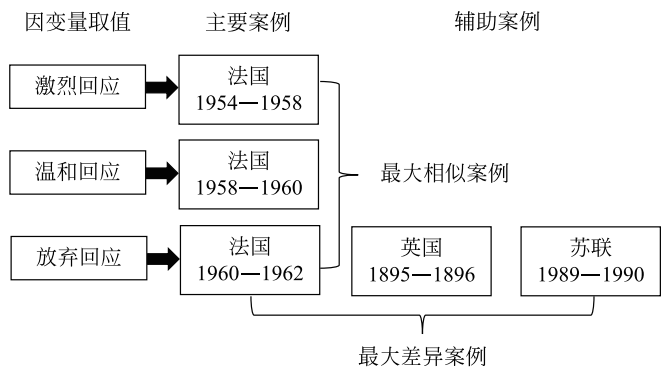 因变量取值 主要案例 辅助案例
激烈回应 法国
1954—1958
温和回应 法国
1958—1960
最大相似案例
放弃回应 法国 英国 苏联
1960—1962 1895—1896 1989—1990
最大差异案例